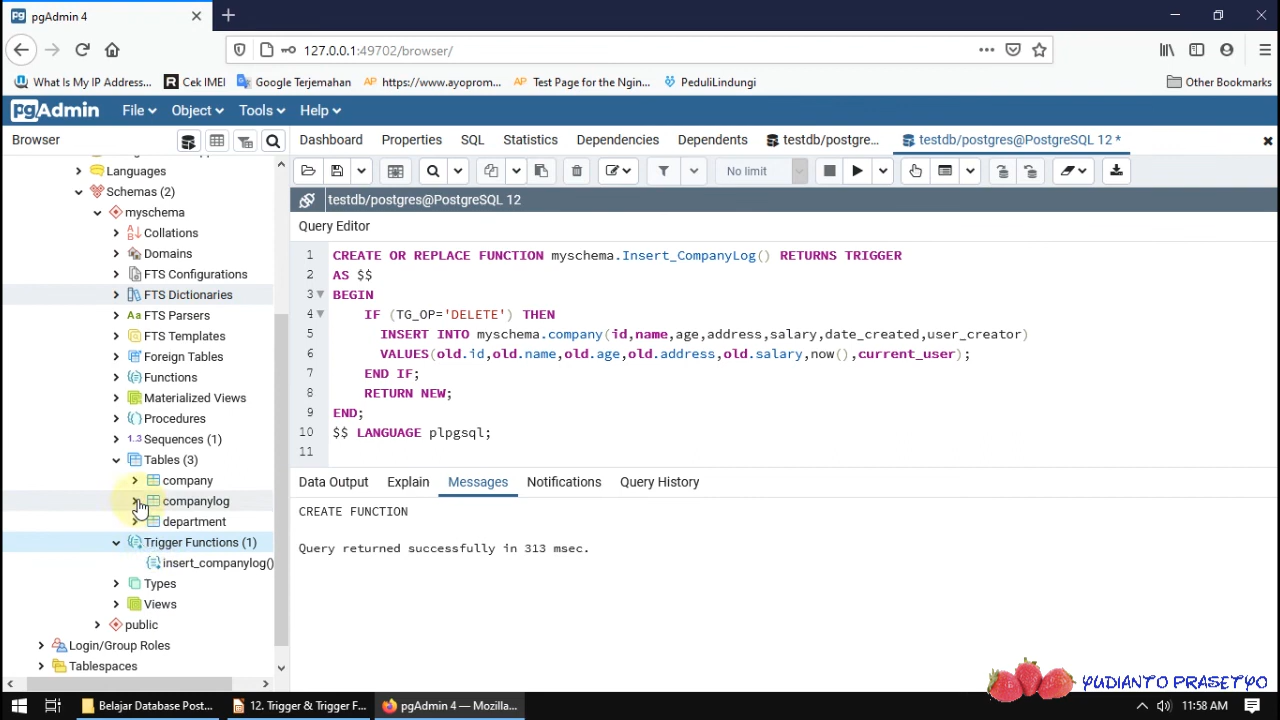 pgAdmin 4
127.0.0.1:49702/browser/
What Is My IP Address... Cek IMEI Google Terjemahan https://www.ayoprom... Test Page for the Ngin... PeduliLindungi Other Bookmarks
pgAdmin File Object Tools Help
Browser Dashboard Properties SQL Statistics Dependencies Dependents testdb/postgre... testdb/postgres@PostgreSQL 12 *
No limit
testdb/postgres@PostgreSQL 12
Query Editor
Languages
Schemas (2)
myschema
Collations
Domains
FTS Configurations
FTS Dictionaries
FTS Parsers
FTS Templates
Foreign Tables
Functions
Materialized Views
Procedures
1.3 Sequences (1)
Tables (3)
company
companylog
department
Trigger Functions (1)
insert_companylog()
Types
Views
public
Login/Group Roles
Tablespaces
1 CREATE OR REPLACE FUNCTION myschema.Insert_CompanyLog() RETURNS TRIGGER
2 AS $$
3 BEGIN
4 IF (TG_OP='DELETE') THEN
5 INSERT INTO myschema.company(id,name,age,address,salary,date_created,user_creator)
6 VALUES(old.id,old.name,old.age,old.address,old.salary,now(),current_user);
7 END IF;
8 RETURN NEW;
9 END;
10 $$ LANGUAGE plpgsql;
11
Data Output Explain Messages Notifications Query History
CREATE FUNCTION
Query returned successfully in 313 msec.
YUDIANTO PRASETYO
Belajar Database Post... 12. Trigger & Trigger F... pgAdmin 4 — Mozilla... 11:58 AM